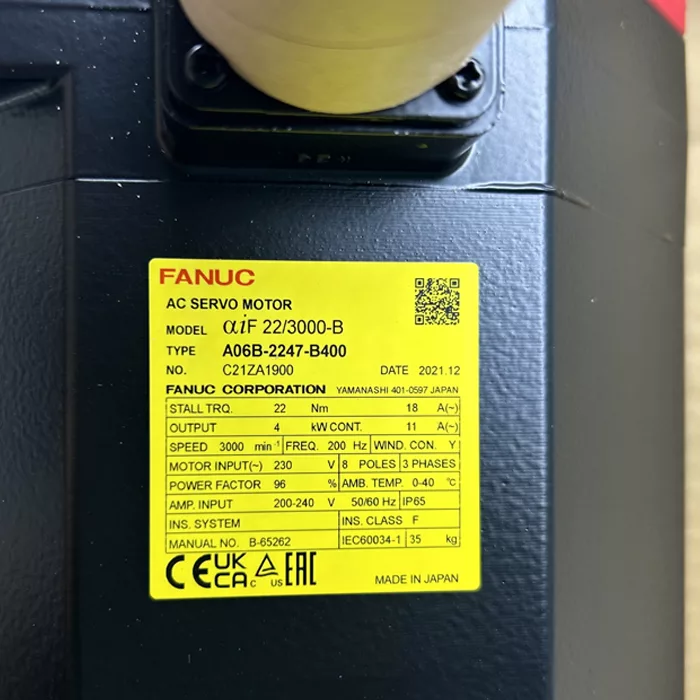 FANUC
AC SERVO MOTOR
MODEL αiF 22/3000-B
TYPE A06B-2247-B400
NO. C21ZA1900 DATE 2021.12
FANUC CORPORATION YAMANASHI 401-0597 JAPAN
STALL TRQ. 22 Nm 18 A(~)
OUTPUT 4 kW CONT. 11 A(~)
SPEED 3000 min⁻¹ FREQ. 200 Hz WIND. CON. Y
MOTOR INPUT(~) 230 V 8 POLES 3 PHASES
POWER FACTOR 96 % AMB. TEMP. 0-40 ℃
AMP. INPUT 200-240 V 50/60 Hz IP65
INS. SYSTEM INS. CLASS F
MANUAL NO. B-65262 IEC60034-1 35 kg
CE UKCA c US EAC
MADE IN JAPAN